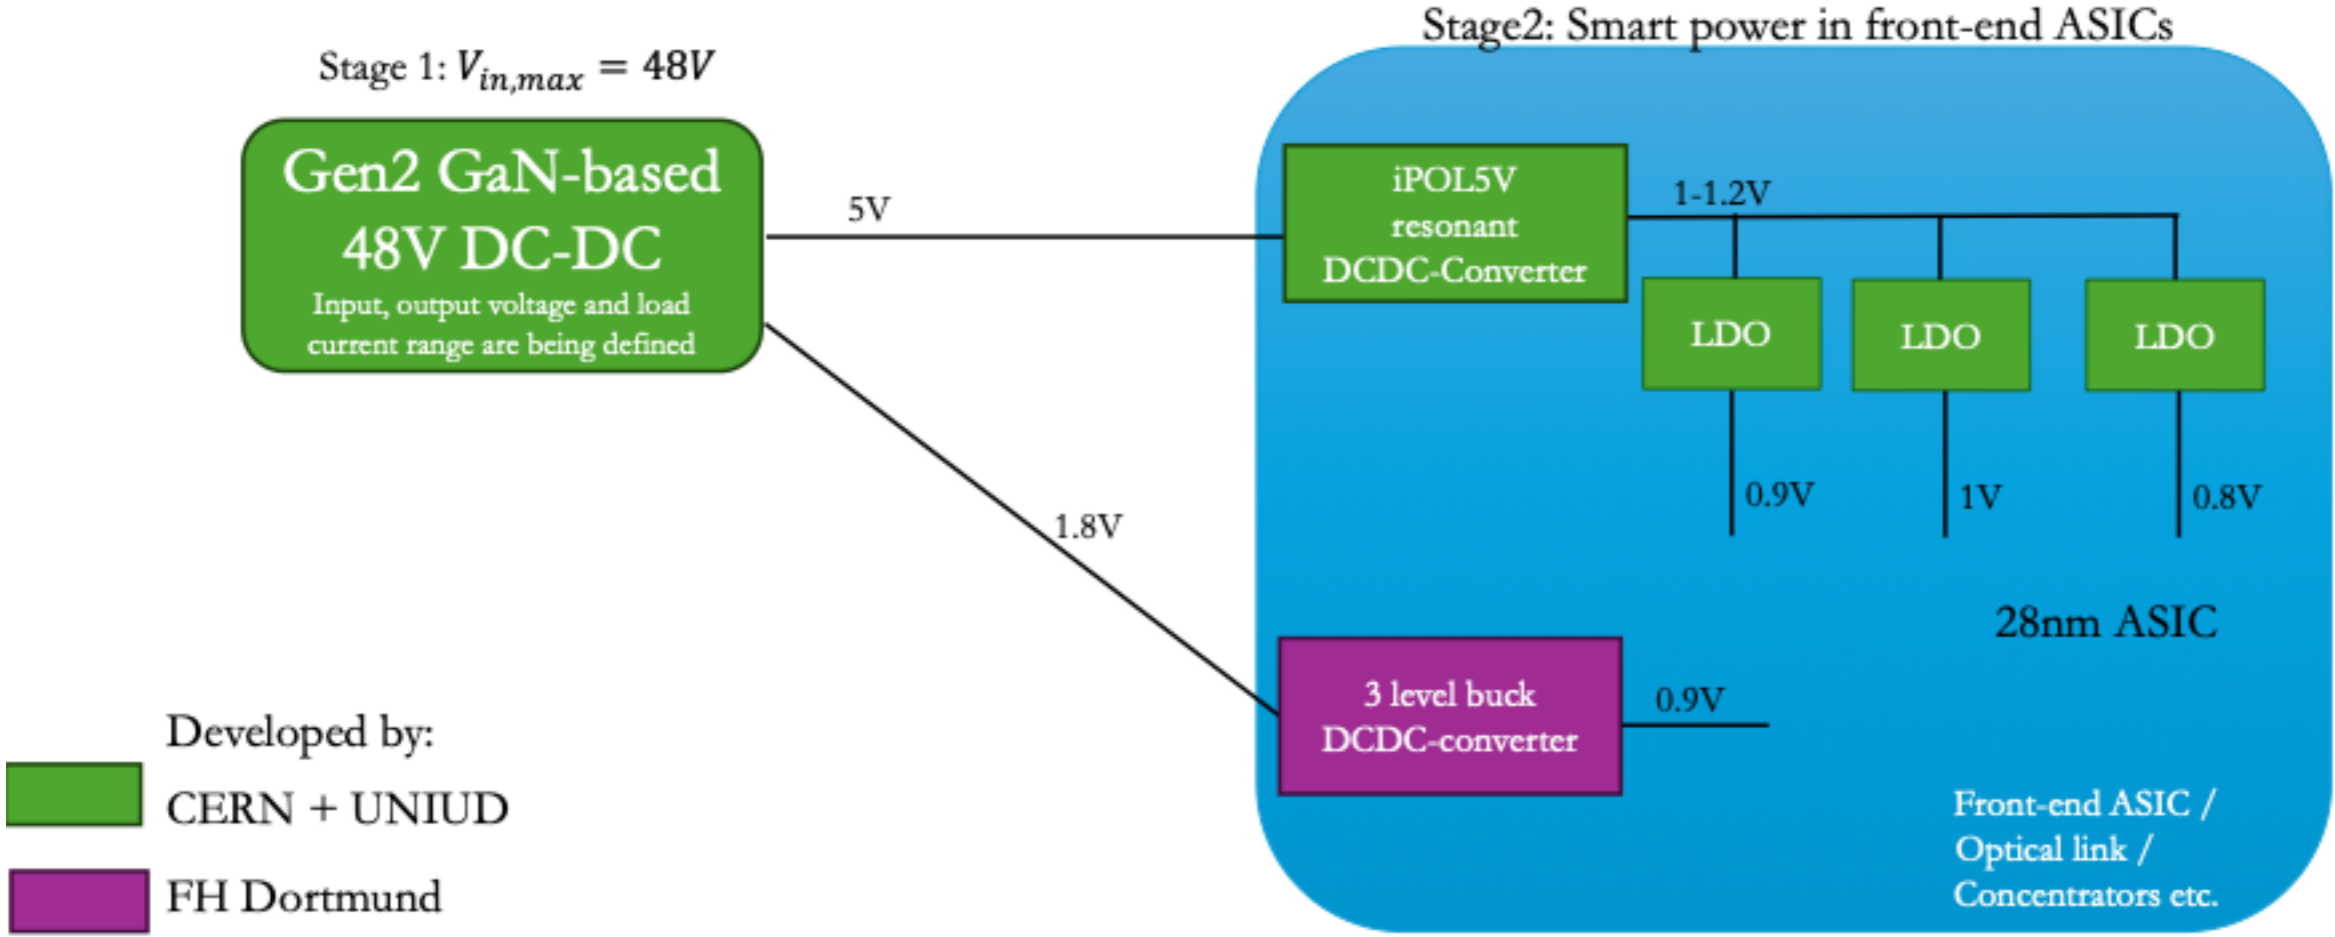 Stage2: Smart power in front-end ASICs
Stage 1: V_{in,max} = 48V
Gen2 GaN-based
48V DC-DC
Input, output voltage and load
current range are being defined
5V
1.8V
iPOL5V
resonant
DCDC-Converter
1-1.2V
LDO
LDO
LDO
0.9V
1V
0.8V
28nm ASIC
3 level buck
DCDC-converter
0.9V
Front-end ASIC /
Optical link /
Concentrators etc.
Developed by:
CERN + UNIUD
FH Dortmund